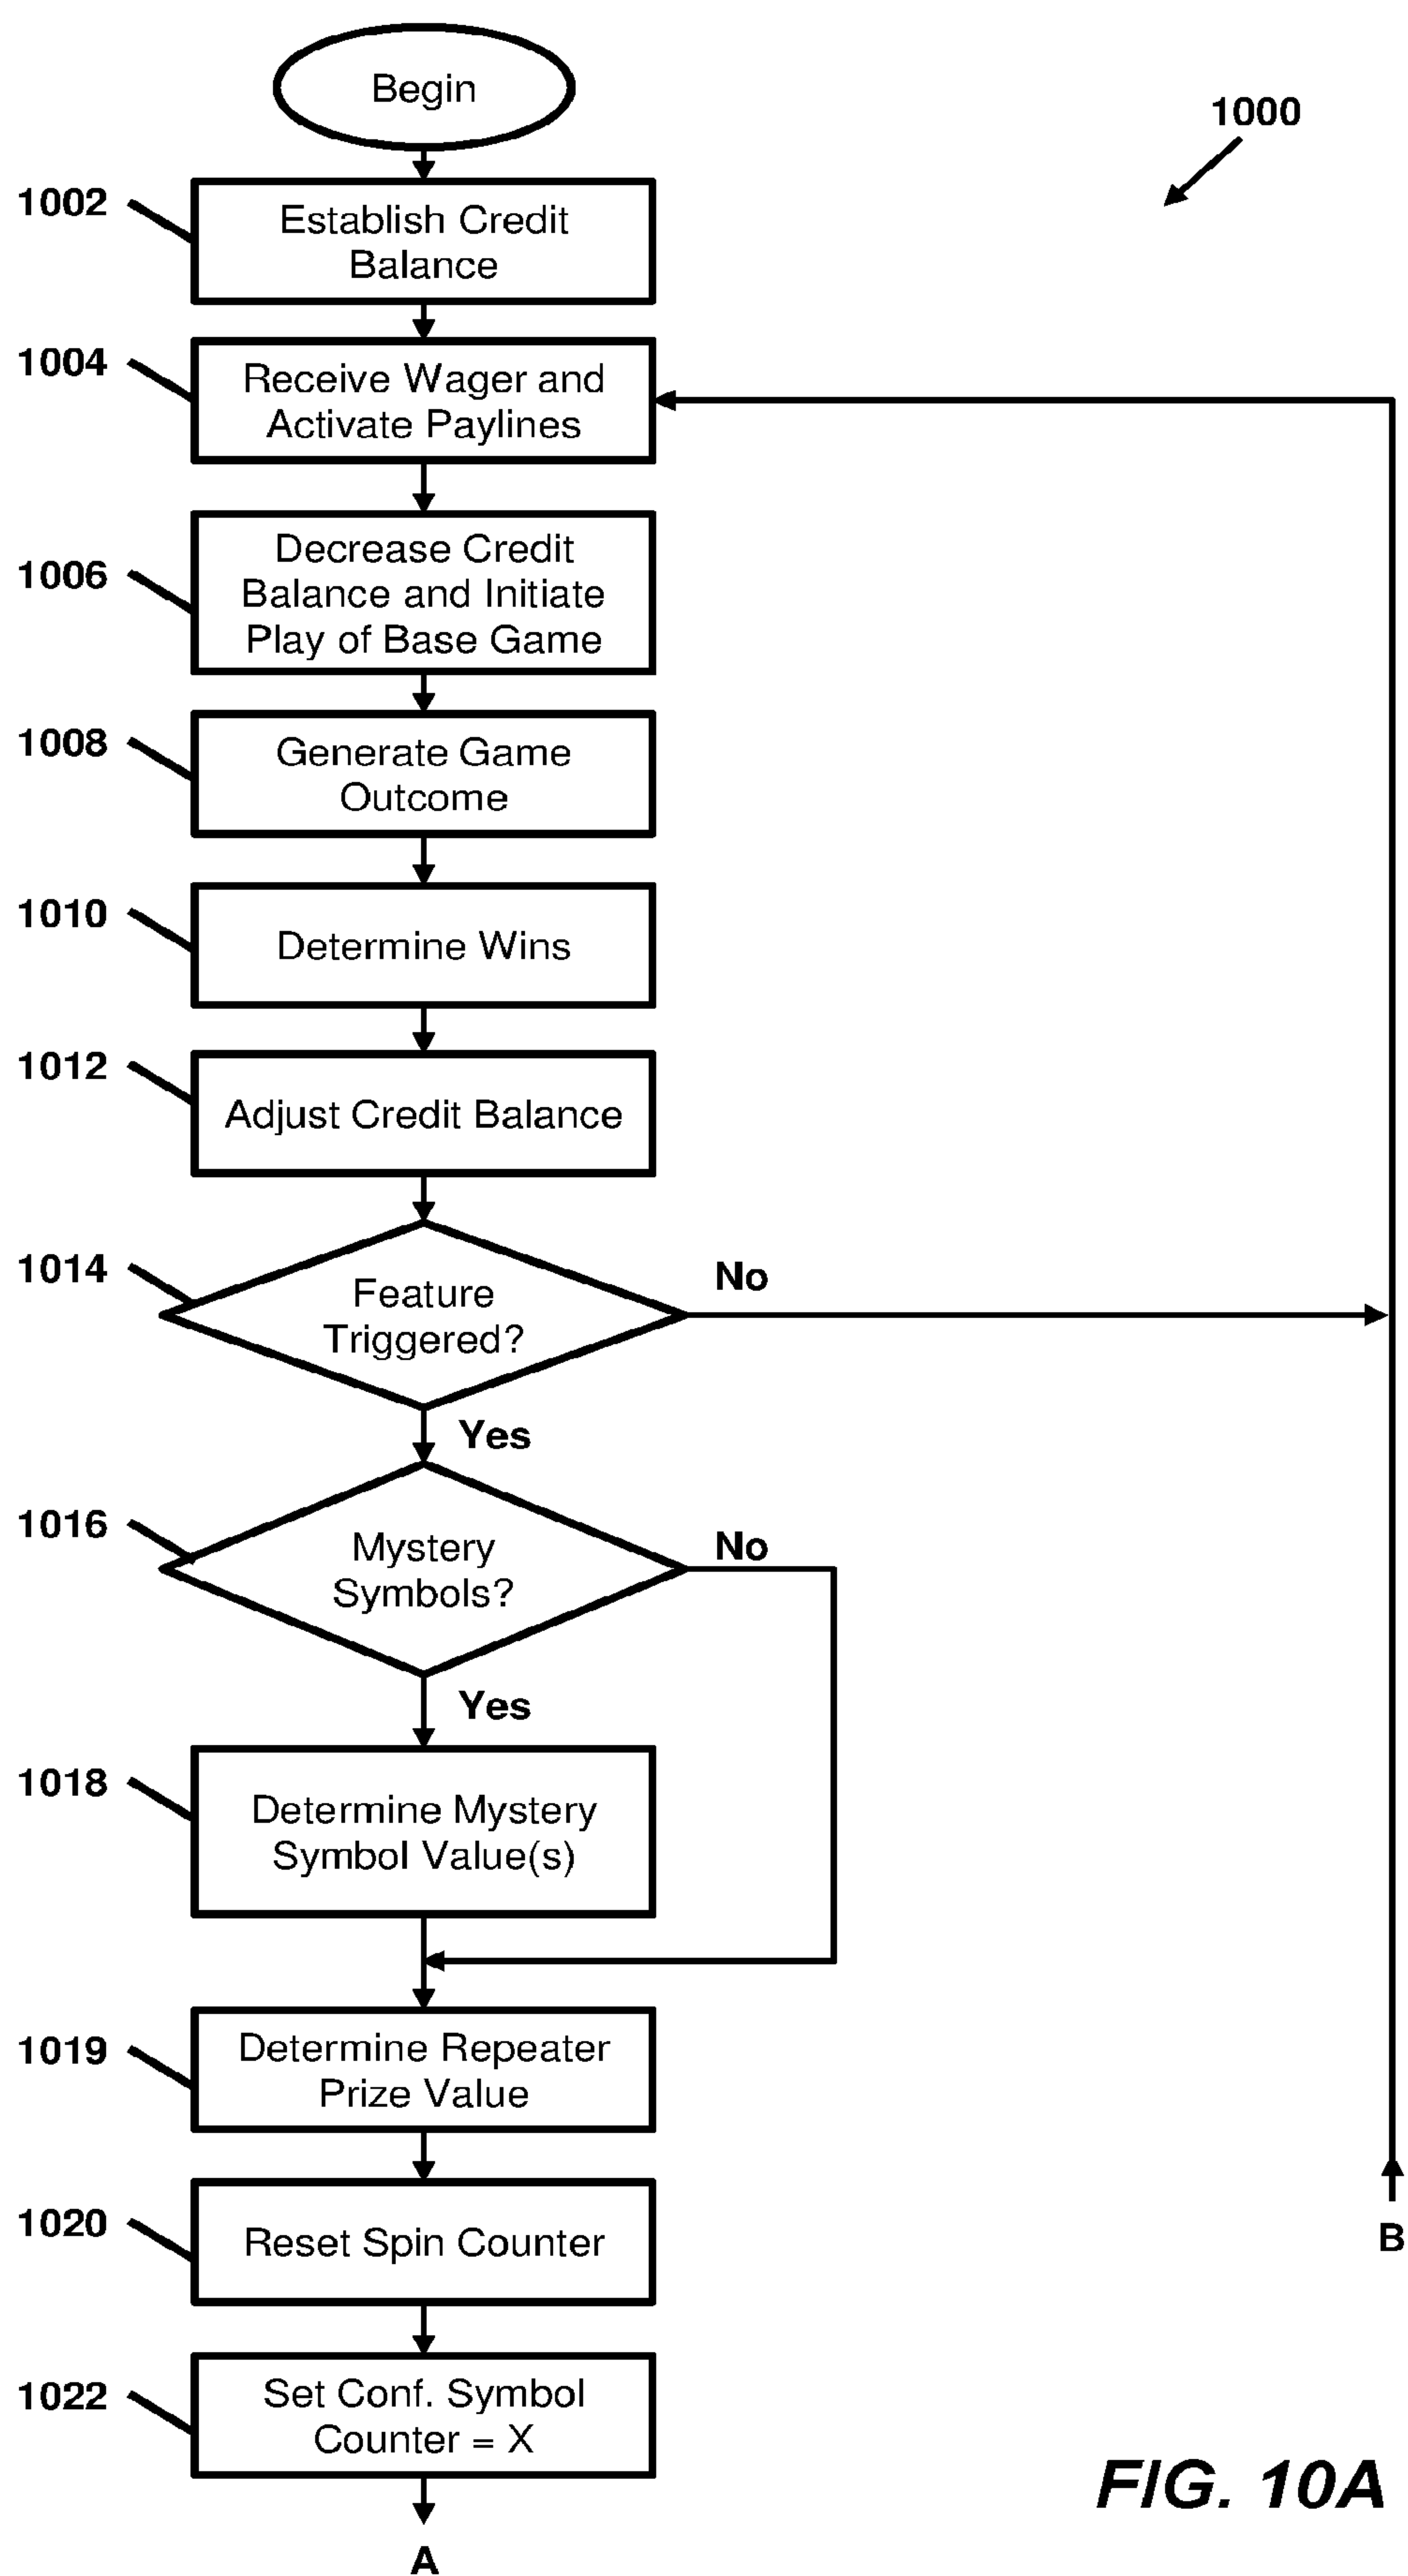 Begin
1000
1002
Establish Credit
Balance
1004
Receive Wager and
Activate Paylines
1006
Decrease Credit
Balance and Initiate
Play of Base Game
1008
Generate Game
Outcome
1010
Determine Wins
1012
Adjust Credit Balance
1014
Feature
Triggered?
No
Yes
1016
Mystery
Symbols?
No
Yes
1018
Determine Mystery
Symbol Value(s)
1019
Determine Repeater
Prize Value
1020
Reset Spin Counter
B
1022
Set Conf. Symbol
Counter = X
A
FIG. 10A